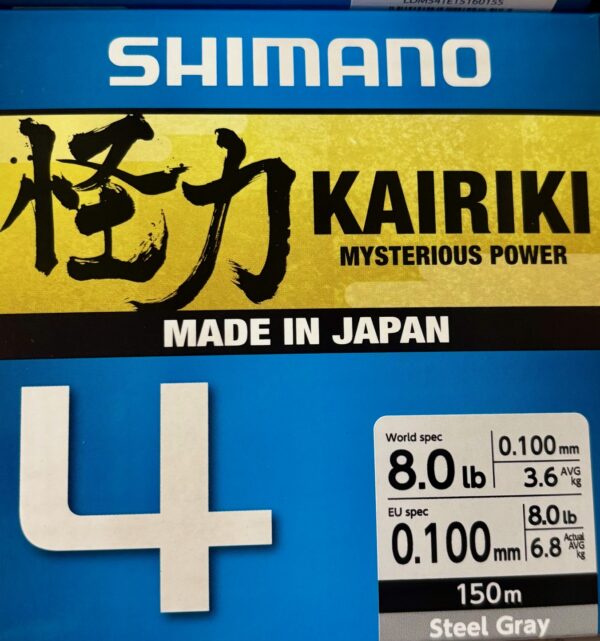 LDM541E15160155
SHIMANO
怪力 KAIRIKI
MYSTERIOUS POWER
MADE IN JAPAN
4
World spec
8.0 lb
0.100 mm
3.6 AVG kg
EU spec
0.100 mm
8.0 lb
6.8 Actual AVG kg
150m
Steel Gray